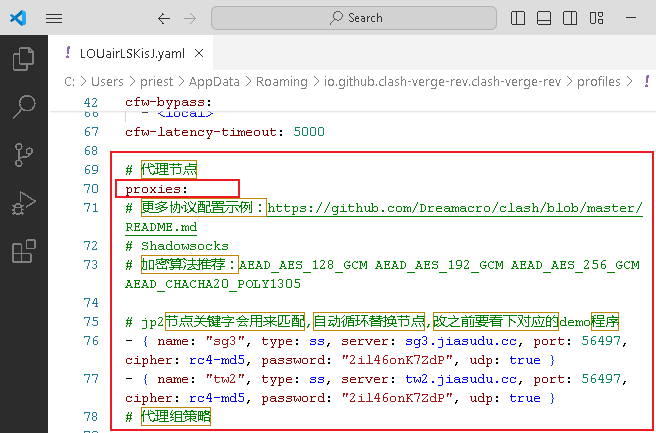 Search
LOUairLSKisJ.yaml
C: > Users > priest > AppData > Roaming > io.github.clash-verge-rev.clash-verge-rev > profiles >
42 cfw-bypass:
66 - <local>
67 cfw-latency-timeout: 5000
68
69 # 代理节点
70 proxies:
71 # 更多协议配置示例：https://github.com/Dreamacro/clash/blob/master/
README.md
72 # Shadowsocks
73 # 加密算法推荐：AEAD_AES_128_GCM AEAD_AES_192_GCM AEAD_AES_256_GCM
AEAD_CHACHA20_POLY1305
74
75 # jp2节点关键字会用来匹配,自动循环替换节点,改之前要看下对应的demo程序
76 - { name: "sg3", type: ss, server: sg3.jiasudu.cc, port: 56497,
cipher: rc4-md5, password: "2il46onK7ZdP", udp: true }
77 - { name: "tw2", type: ss, server: tw2.jiasudu.cc, port: 56497,
cipher: rc4-md5, password: "2il46onK7ZdP", udp: true }
78 # 代理组策略